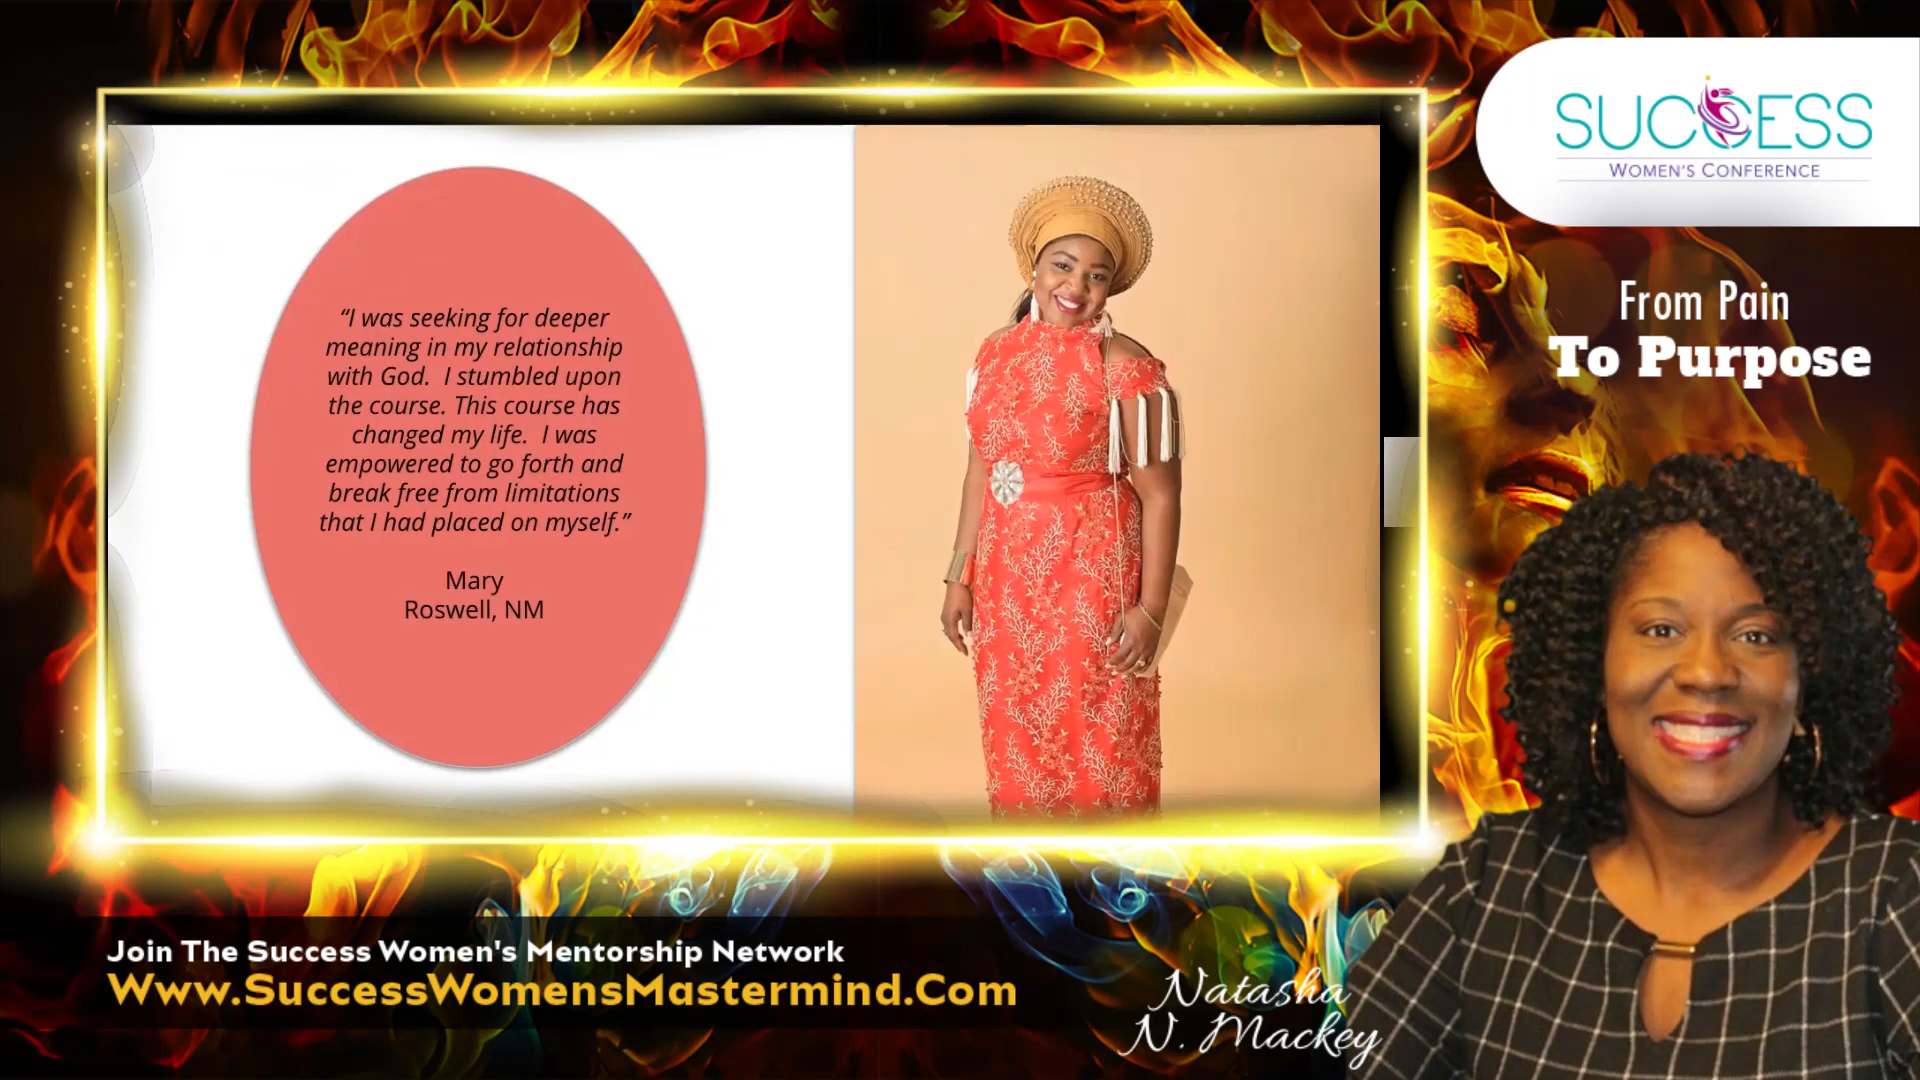 SUCCESS
WOMEN'S CONFERENCE
From Pain
To Purpose
“I was seeking for deeper
meaning in my relationship
with God.  I stumbled upon
the course. This course has
changed my life.  I was
empowered to go forth and
break free from limitations
that I had placed on myself.”
Mary
Roswell, NM
Join The Success Women's Mentorship Network
Www.SuccessWomensMastermind.Com
Natasha
N. Mackey